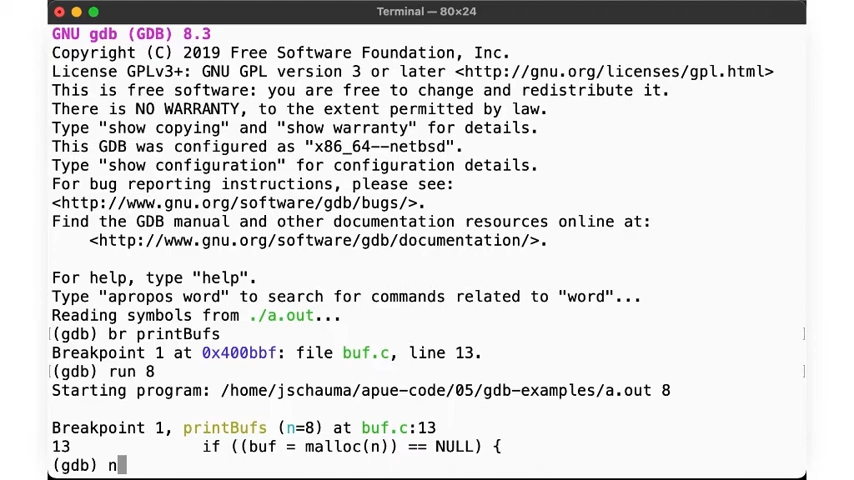 Terminal — 80×24
GNU gdb (GDB) 8.3
Copyright (C) 2019 Free Software Foundation, Inc.
License GPLv3+: GNU GPL version 3 or later <http://gnu.org/licenses/gpl.html>
This is free software: you are free to change and redistribute it.
There is NO WARRANTY, to the extent permitted by law.
Type "show copying" and "show warranty" for details.
This GDB was configured as "x86_64--netbsd".
Type "show configuration" for configuration details.
For bug reporting instructions, please see:
<http://www.gnu.org/software/gdb/bugs/>.
Find the GDB manual and other documentation resources online at:
    <http://www.gnu.org/software/gdb/documentation/>.
For help, type "help".
Type "apropos word" to search for commands related to "word"...
Reading symbols from ./a.out...
(gdb) br printBufs
Breakpoint 1 at 0x400bbf: file buf.c, line 13.
(gdb) run 8
Starting program: /home/jschauma/apue-code/05/gdb-examples/a.out 8
Breakpoint 1, printBufs (n=8) at buf.c:13
13              if ((buf = malloc(n)) == NULL) {
(gdb) n